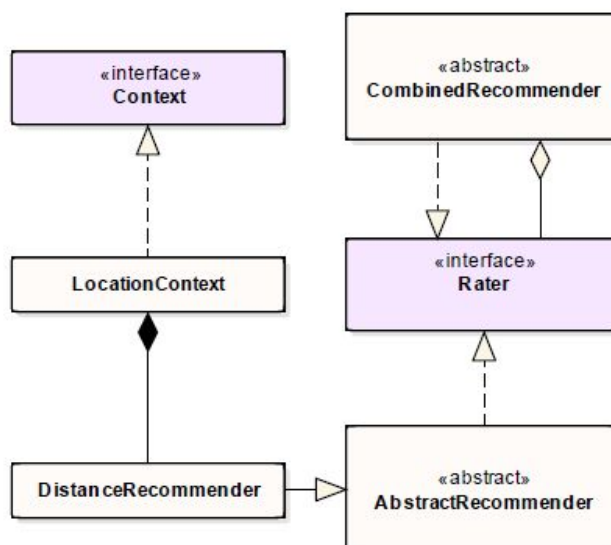 «interface»
Context
«abstract»
CombinedRecommender
LocationContext
«interface»
Rater
DistanceRecommender
«abstract»
AbstractRecommender